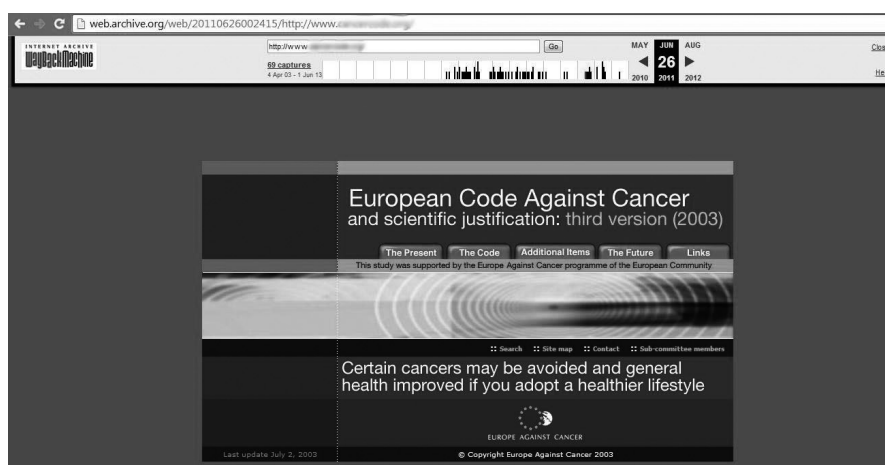 web.archive.org/web/20110626002415/http://www.
INTERNET ARCHIVE
WayBackMachine
http://www
Go
69 captures
4 Apr 03 - 1 Jun 13
MAY JUN AUG
26
2010 2011 2012
Clos
He
European Code Against Cancer
and scientific justification: third version (2003)
The Present The Code Additional Items The Future Links
This study was supported by the Europe Against Cancer programme of the European Community
:: Search :: Site map :: Contact :: Sub-committee members
Certain cancers may be avoided and general
health improved if you adopt a healthier lifestyle
EUROPE AGAINST CANCER
Last update July 2, 2003 © Copyright Europe Against Cancer 2003